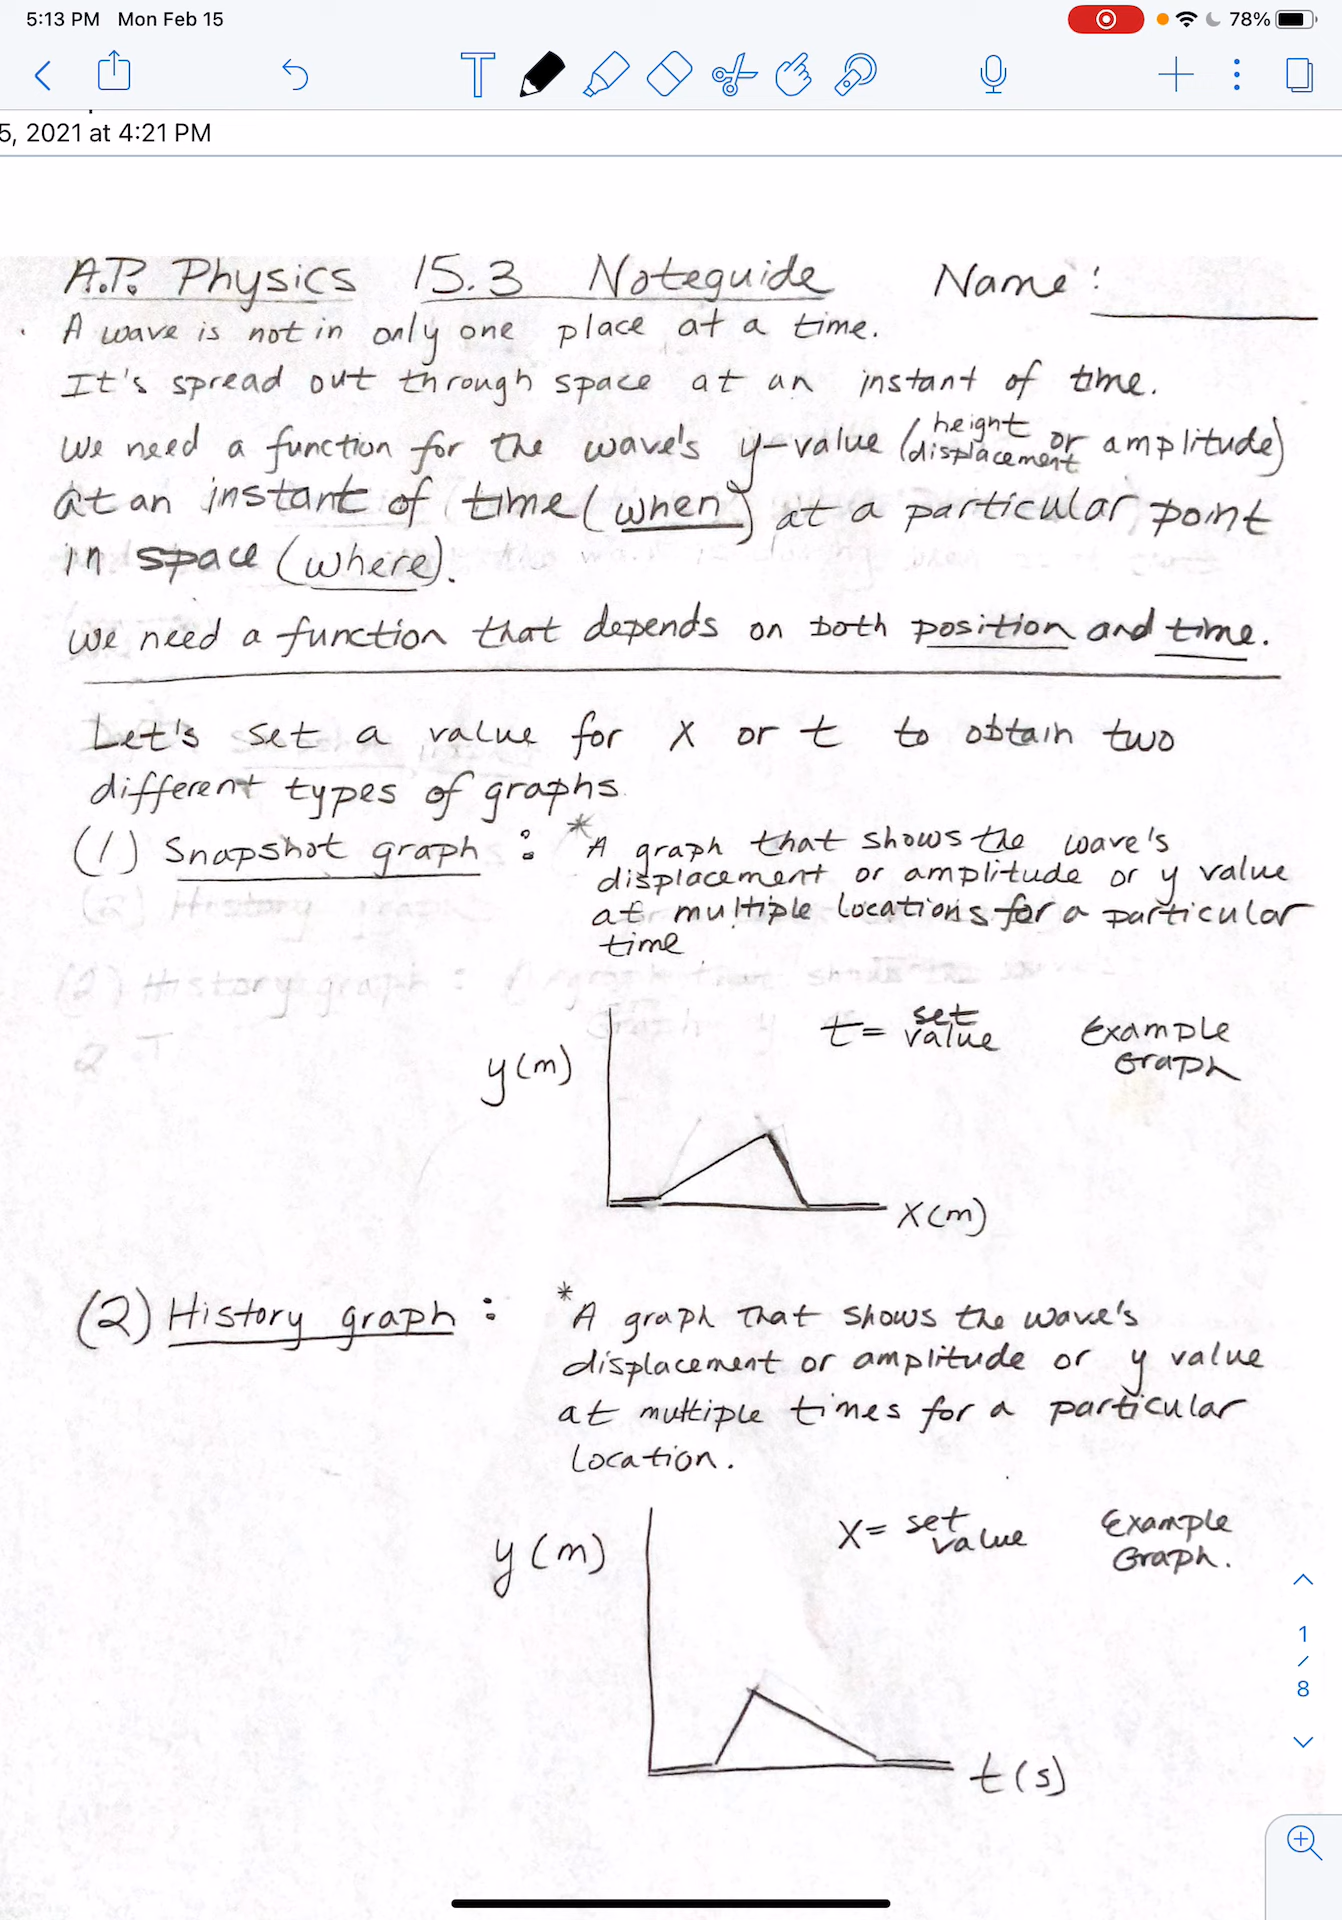 5:13 PM Mon Feb 15
78%
T
5, 2021 at 4:21 PM
A.P. Physics 15.3 Noteguide Name:
A wave is not in only one place at a time.
It's spread out through space at an instant of time.
We need a function for the wave's y-value (height displacement or amplitude)
at an instant of time (when) at a particular point
in space (where).
We need a function that depends on both position and time.
Let's set a value for x or t to obtain two
different types of graphs.
(1) Snapshot graph : *A graph that shows the wave's
displacement or amplitude or y value
at multiple locations for a particular
time
t = set value Example Graph
y(m)
x(m)
(2) History graph : *A graph that shows the wave's
displacement or amplitude or y value
at multiple times for a particular
location.
x = set value Example Graph.
y(m)
t(s)
1
/
8